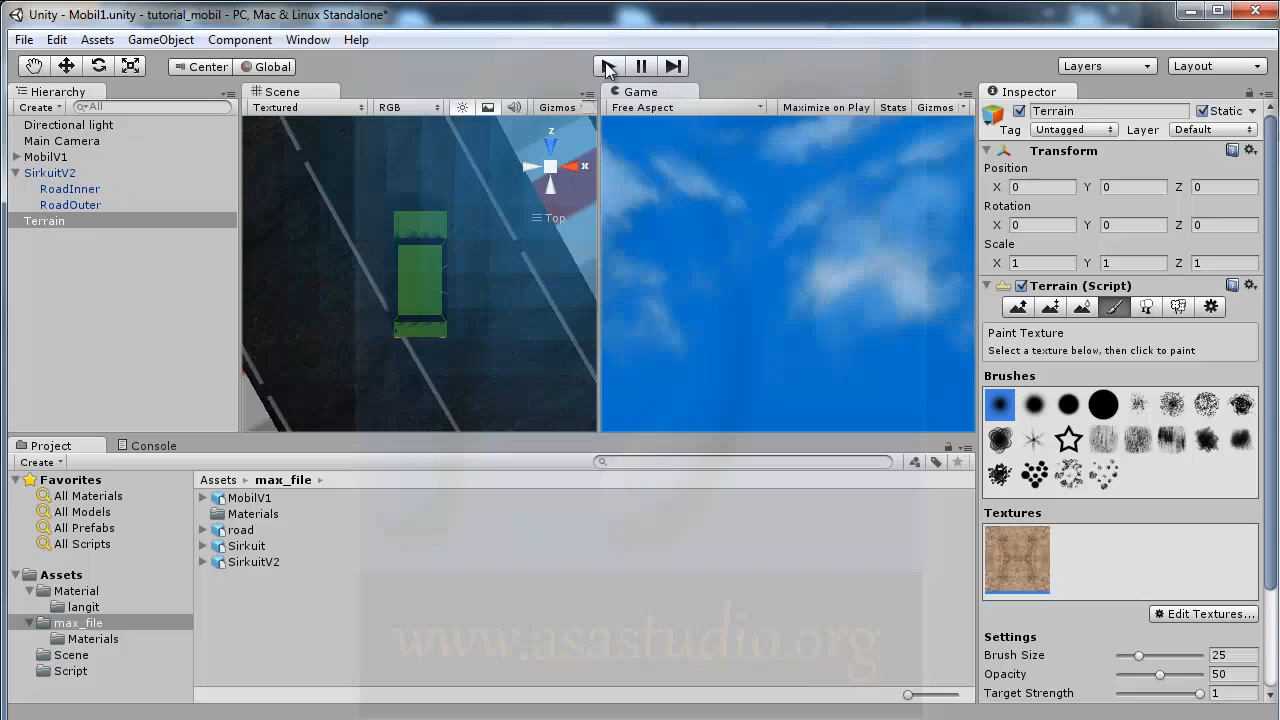 Unity - Mobil1.unity - tutorial_mobil - PC, Mac & Linux Standalone*
File Edit Assets GameObject Component Window Help
Center Global Layers Layout
Hierarchy Scene Game Inspector
Create All Textured RGB Gizmos Free Aspect Maximize on Play Stats Gizmos Terrain Static
Tag Untagged Layer Default
Directional light
Main Camera
MobilV1
SirkuitV2
RoadInner
RoadOuter
Terrain
z
x
Top
Transform
Position
X 0 Y 0 Z 0
Rotation
X 0 Y 0 Z 0
Scale
X 1 Y 1 Z 1
Terrain (Script)
Paint Texture
Select a texture below, then click to paint
Brushes
Textures
Edit Textures...
Settings
Brush Size 25
Opacity 50
Target Strength 1
Project Console
Create
Favorites
All Materials
All Models
All Prefabs
All Scripts
Assets
Material
langit
max_file
Materials
Scene
Script
Assets max_file
MobilV1
Materials
road
Sirkuit
SirkuitV2
www.asastudio.org